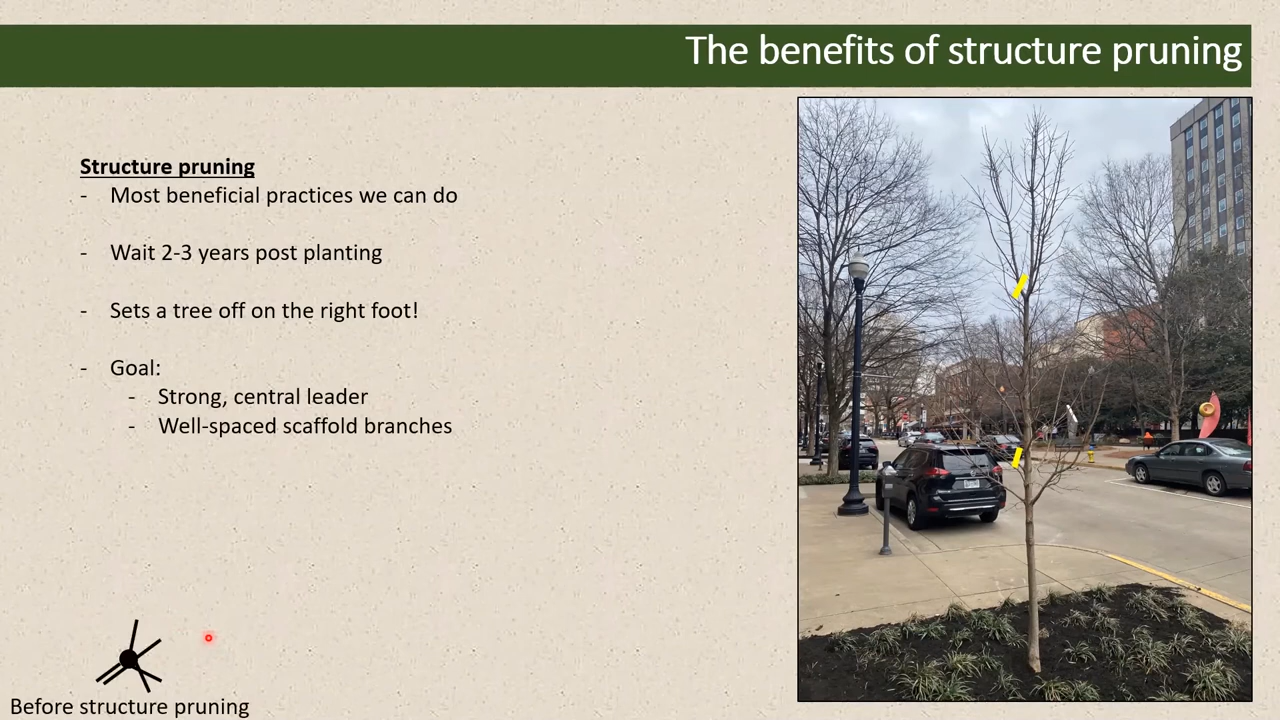 The benefits of structure pruning
Structure pruning
- Most beneficial practices we can do
- Wait 2-3 years post planting
- Sets a tree off on the right foot!
- Goal:
- Strong, central leader
- Well-spaced scaffold branches
Before structure pruning